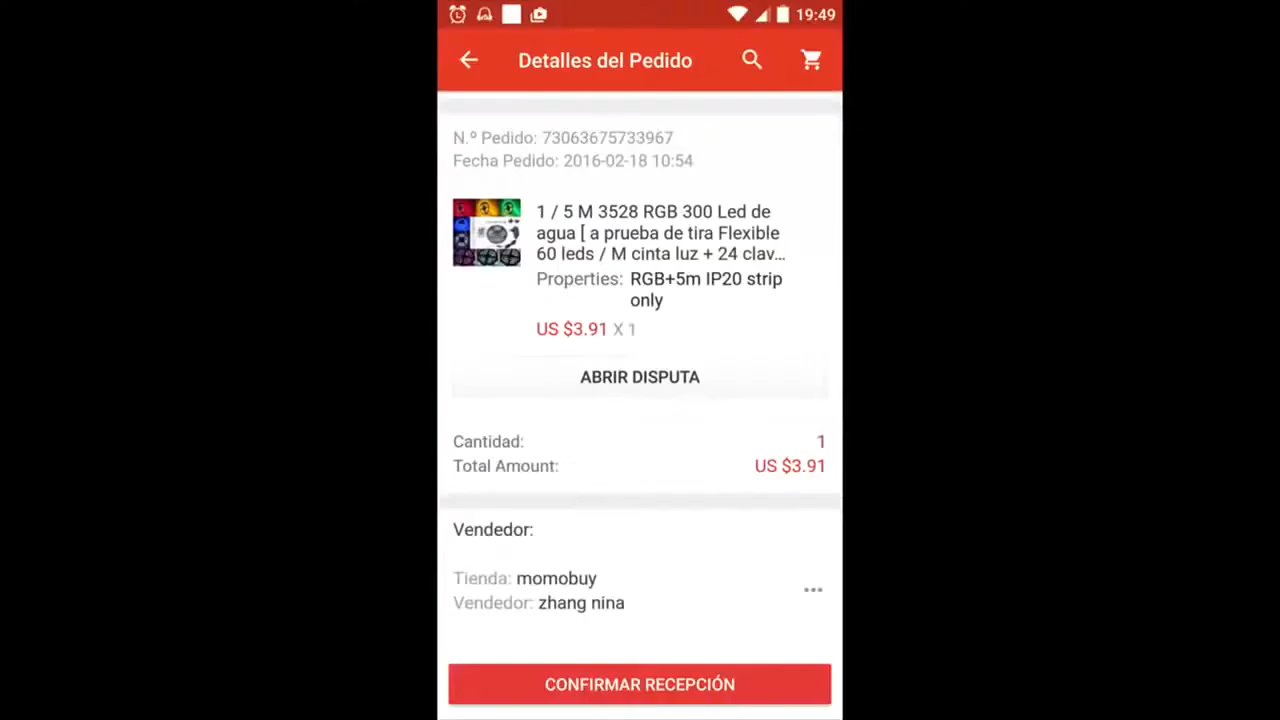 19:49
Detalles del Pedido
N.º Pedido: 73063675733967
Fecha Pedido: 2016-02-18 10:54
1 / 5 M 3528 RGB 300 Led de
agua [ a prueba de tira Flexible
60 leds / M cinta luz + 24 clav...
Properties: RGB+5m IP20 strip
only
US $3.91 X 1
ABRIR DISPUTA
Cantidad: 1
Total Amount: US $3.91
Vendedor:
Tienda: momobuy
Vendedor: zhang nina
CONFIRMAR RECEPCIÓN